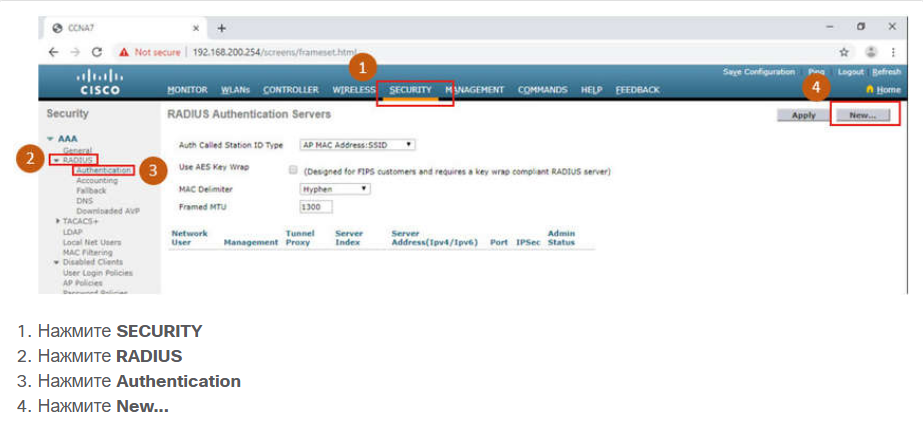 CCNA7
Not secure 192.168.200.254/screens/frameset.html
1
Save Configuration Ping Logout Refresh
CISCO
MONITOR WLANs CONTROLLER WIRELESS SECURITY MANAGEMENT COMMANDS HELP FEEDBACK
4
Home
Security
RADIUS Authentication Servers
Apply
New...
AAA
General
2
RADIUS
Authentication
3
Accounting
Fallback
DNS
Downloaded AVP
TACACS+
LDAP
Local Net Users
MAC Filtering
Disabled Clients
User Login Policies
AP Policies
Password Policies
Auth Called Station ID Type AP MAC Address:SSID
Use AES Key Wrap (Designed for FIPS customers and requires a key wrap compliant RADIUS server)
MAC Delimiter Hyphen
Framed MTU 1300
Network User Management Tunnel Proxy Server Index Server Address(Ipv4/Ipv6) Port IPSec Admin Status
1. Нажмите SECURITY
2. Нажмите RADIUS
3. Нажмите Authentication
4. Нажмите New...